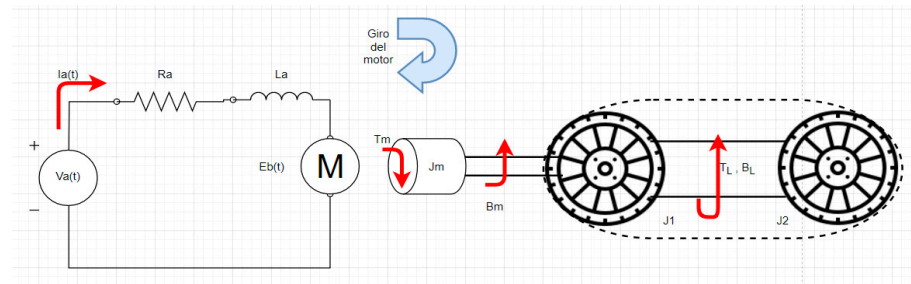 Giro
del
motor
Ia(t)
Ra
La
+
Va(t)
−
Eb(t)
M
Tm
Jm
Bm
TL , BL
J1
J2